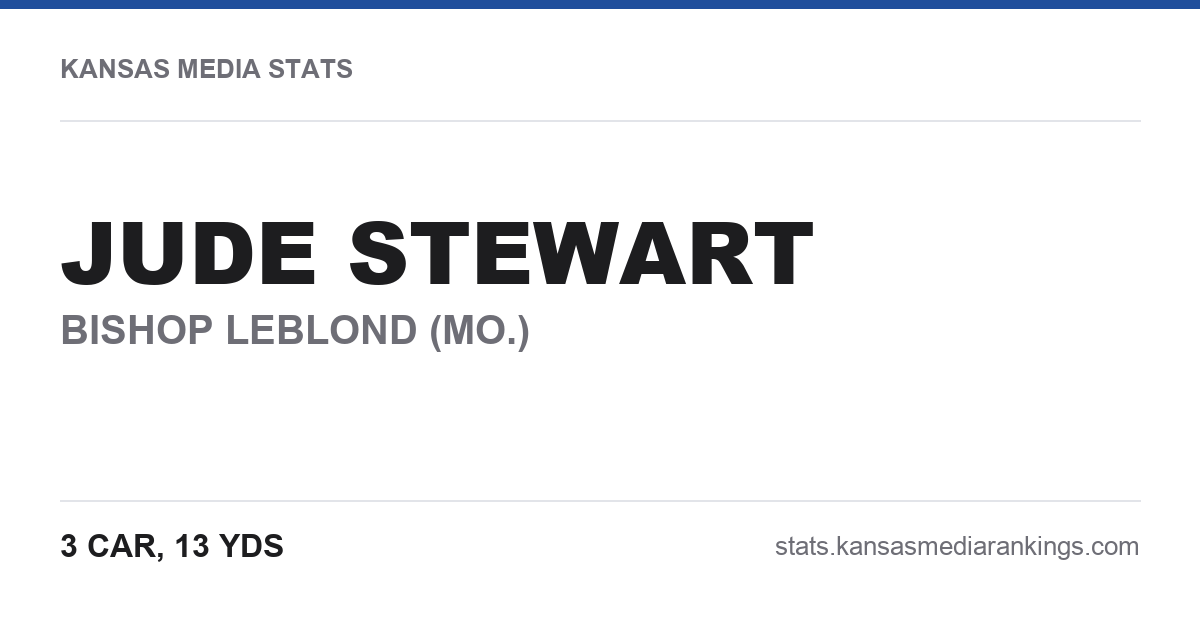 KANSAS MEDIA STATS
JUDE STEWART
BISHOP LEBLOND (MO.)
3 CAR, 13 YDS
stats.kansasmediarankings.com